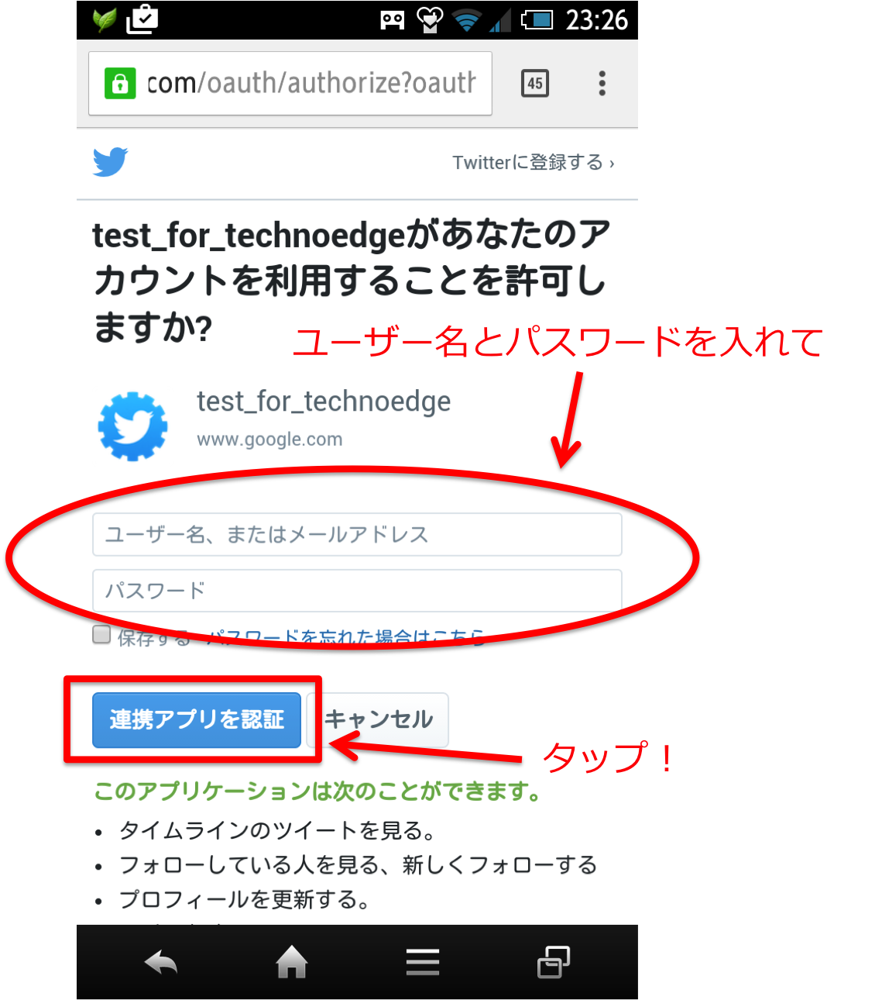 23:26
com/oauth/authorize?oauth
45
Twitterに登録する ›
test_for_technoedgeがあなたのア
カウントを利用することを許可し
ますか?
ユーザー名とパスワードを入れて
test_for_technoedge
www.google.com
ユーザー名、またはメールアドレス
パスワード
保存する · パスワードを忘れた場合はこちら
連携アプリを認証 キャンセル
タップ！
このアプリケーションは次のことができます。
• タイムラインのツイートを見る。
• フォローしている人を見る、新しくフォローする
• プロフィールを更新する。